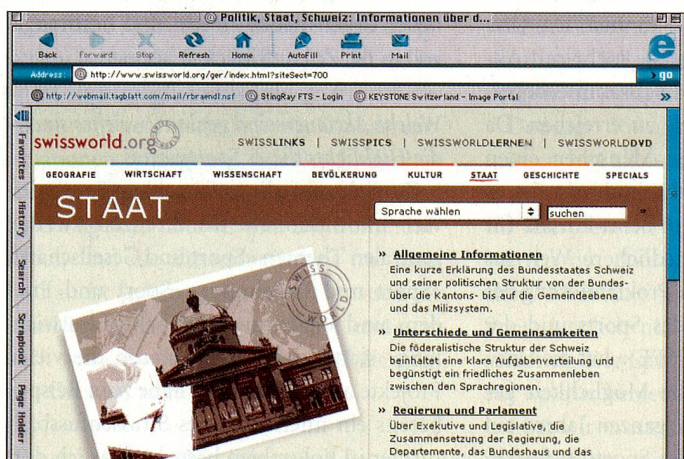 Politik, Staat, Schweiz: Informationen über d...
Back Forward Stop Refresh Home AutoFill Print Mail
Address: http://www.swissworld.org/ger/index.html?siteSect=700 go
http://webmail.tagblatt.com/mail/rbraendl.nsf StingRay FTS - Login KEYSTONE Switzerland - Image Portal »
Favorites
History
Search
Scrapbook
Page Holder
swissworld.org
SWISSLINKS | SWISSPICS | SWISSWORLDLERNEN | SWISSWORLDDVD
GEOGRAFIE WIRTSCHAFT WISSENSCHAFT BEVÖLKERUNG KULTUR STAAT GESCHICHTE SPECIALS
STAAT
Sprache wählen suchen »
SWISS WORLD
» Allgemeine Informationen
Eine kurze Erklärung des Bundesstaates Schweiz
und seiner politischen Struktur von der Bundes-
über die Kantons- bis auf die Gemeindeebene
und das Milizsystem.
» Unterschiede und Gemeinsamkeiten
Die föderalistische Struktur der Schweiz
beinhaltet eine klare Aufgabenverteilung und
begünstigt ein friedliches Zusammenleben
zwischen den Sprachregionen.
» Regierung und Parlament
Über Exekutive und Legislative, die
Zusammensetzung der Regierung, die
Departemente, das Bundeshaus und das